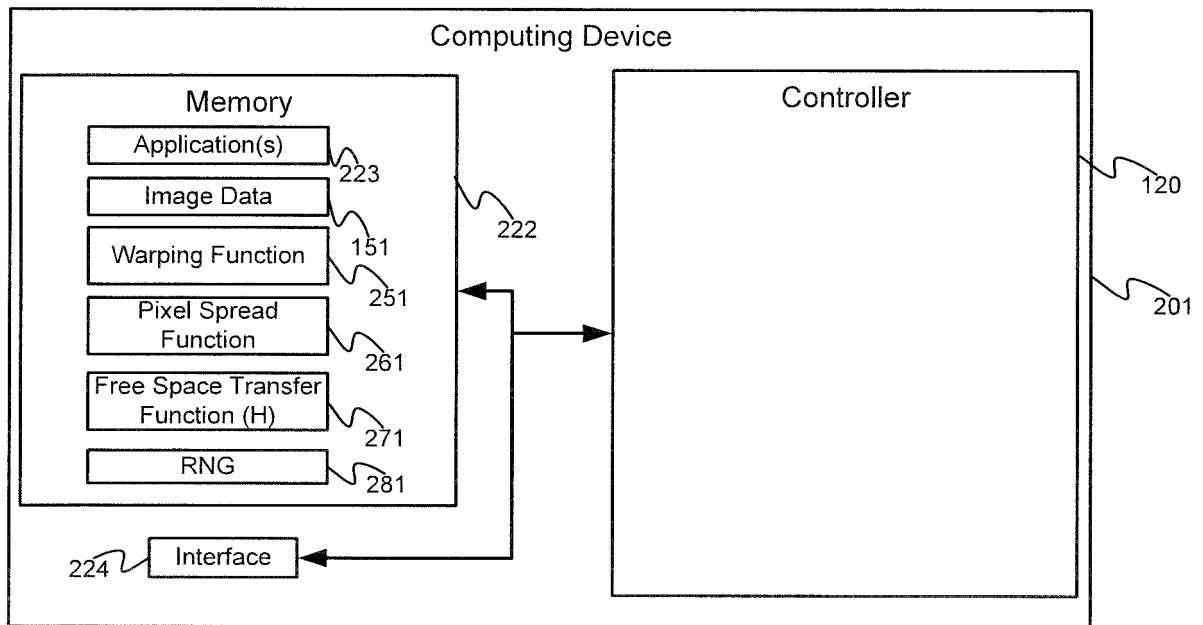 Computing Device
Memory
Controller
Application(s)
223
Image Data
151
222
120
Warping Function
251
201
Pixel Spread
Function
261
Free Space Transfer
Function (H)
271
RNG
281
Interface
224